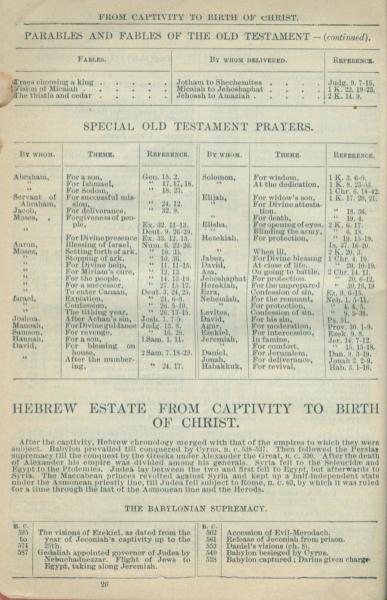 FROM CAPTIVITY TO BIRTH OF CHRIST.
PARABLES AND FABLES OF THE OLD TESTAMENT—(continued).
FABLES. BY WHOM DELIVERED. REFERENCE.
Trees choosing a king . . . . . Jotham to Shechemites . . . Judg. 9. 7-15.
Vision of Micaiah . . . . . Micaiah to Jehoshaphat . . . 1 K. 22. 19-23.
The thistle and cedar . . . . . Jehoash to Amaziah . . . 2 K. 14. 9.
SPECIAL OLD TESTAMENT PRAYERS.
BY WHOM. THEME. REFERENCE. BY WHOM. THEME. REFERENCE.
Abraham, For a son, Gen. 15. 2. Solomon, For wisdom, 1 K. 3. 6-9.
" For Ishmael, " 17. 17, 18. " At the dedication, 1 K. 8. 23-53.
" For Sodom, " 18. 23. 1 Chr. 6. 14-42.
Servant of For successful mis- Elijah, For widow's son, 1 K. 17. 20, 21.
Abraham, sion, " 24. 12. " For Divine attesta-
Jacob, For deliverance, " 32. 9. tion, " 18. 36.
Moses, Forgiveness of peo- " For death, " 19. 4.
ple, Ex. 32. 11-13. Elisha, For opening of eyes, 2 K. 6. 17.
Deut. 9. 26-29. " Blinding the army, " 6. 18.
" For Divine presence Ex. 33. 12, 13. Hezekiah, For protection, " 19. 15-19.
Aaron, Blessing of Israel, Num. 6. 22-26. Is. 37. 16-20.
Moses, Setting forth of ark, " 10. 35. " When ill, 2 K. 20. 3.
" Stopping of ark, " 10. 36. Jabez, For Divine blessing 1 Chr. 4. 10.
" For Divine help, " 11. 11-15. David, At close of life,
" For Miriam's cure, " 12. 13. Asa, On going to battle, 2 Chr. 14. 11.
" For the people, " 14. 13-19. Jehoshaphat For protection, " 20. 6-12.
" For a successor, " 27. 15-17. Hezekiah, For the unprepared " 30. 18, 19
" To enter Canaan, Deut. 3. 24, 25. Ezra, Confession of sin, Ez. 9. 6-15.
Israel, Expiation, " 21. 6-8. Nehemiah, For the remnant, Neh. 1. 5-11.
" Confession, " 26. 5-10. " For protection, " 4. 4, 5.
" The tithing year, " 26. 13-15. Levites, Confession of sin, " 9. 5-38.
Joshua, After Achan's sin, Josh. 7. 7-9. David, For his sin, Ps. 51.
Manoah, For Divine guidance Judg. 13. 8. Agur, For moderation, Prov. 30. 1-9.
Samson, For revenge, " 16. 28. Ezekiel, For intercession, Ezek. 9. 8.
Hannah, For a son, 1 Sam. 1. 11. Jeremiah, In famine, Jer. 14. 7-12.
David, For blessing on " For comfort, " 15. 15-18.
house, 2 Sam. 7. 18-29. Daniel, For Jerusalem, Dan. 9. 3-19.
" After the number- Jonah, For deliverance, Jonah 2. 2-9.
ing, " 24. 17. Habakkuk, For revival, Hab. 3. 1-16.
HEBREW ESTATE FROM CAPTIVITY TO BIRTH
OF CHRIST.
After the captivity, Hebrew chronology merged with that of the empires to which they were
subject. Babylon prevailed till conquered by Cyrus, B. C. 538-537. Then followed the Persian
supremacy till the conquest by the Greeks under Alexander the Great, B. C. 330. After the death
of Alexander his empire was divided among his generals. Syria fell to the Seleucidæ and
Egypt to the Ptolemies. Judea lay between the two and first fell to Egypt, but afterwards to
Syria. The Maccabean princes revolted against Syria and kept up a half-independent state
under the Asmonean priestly line, till Judea fell subject to Rome, B. C. 63, by which it was ruled
for a time through the last of the Asmonean line and the Herods.
THE BABYLONIAN SUPREMACY.
B. C. B. C.
595 The visions of Ezekiel, as dated from the 562 Accession of Evil-Merodach.
to year of Jeconiah's captivity up to the 561 Release of Jeconiah from prison.
574 25th. 553 Daniel's visions (ch. 8).
587 Gedaliah appointed governor of Judea by 540 Babylon besieged by Cyrus.
Nebuchadnezzar. Flight of Jews to 538 Babylon captured; Darius given charge
Egypt, taking along Jeremiah.
26